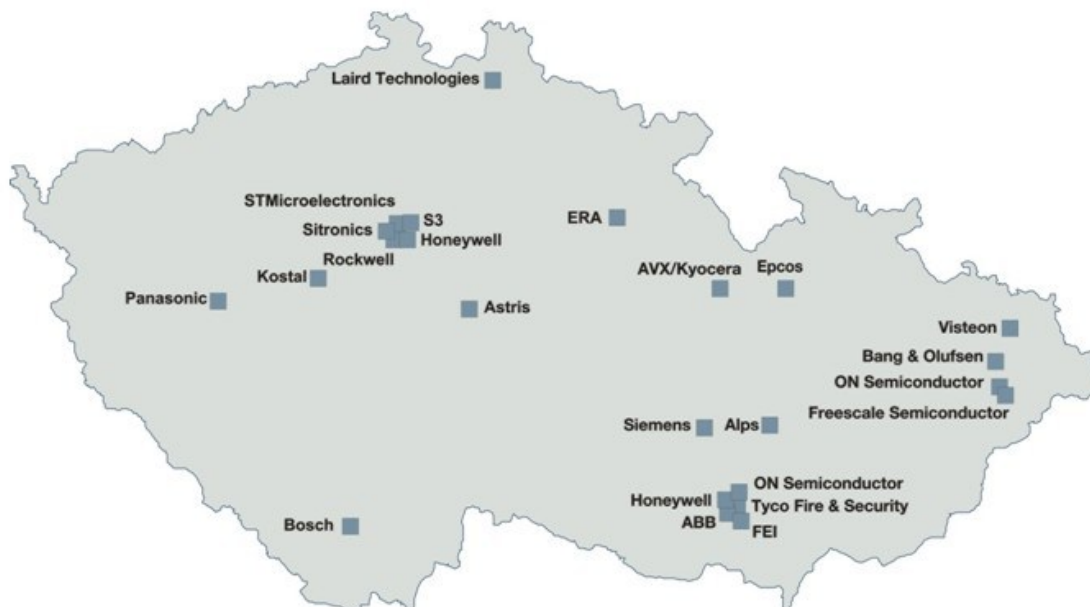 Laird Technologies
STMicroelectronics
S3
Sitronics
Honeywell
Rockwell
ERA
Kostal
AVX/Kyocera
Epcos
Panasonic
Astris
Visteon
Bang & Olufsen
ON Semiconductor
Freescale Semiconductor
Siemens
Alps
ON Semiconductor
Honeywell
Tyco Fire & Security
ABB
FEI
Bosch